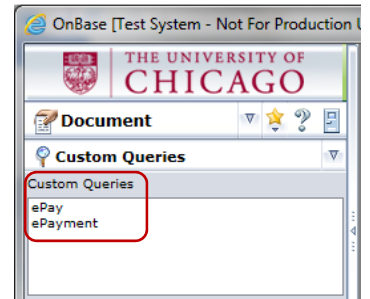 OnBase [Test System - Not For Production
THE UNIVERSITY OF
CHICAGO
Document
Custom Queries
Custom Queries
ePay
ePayment